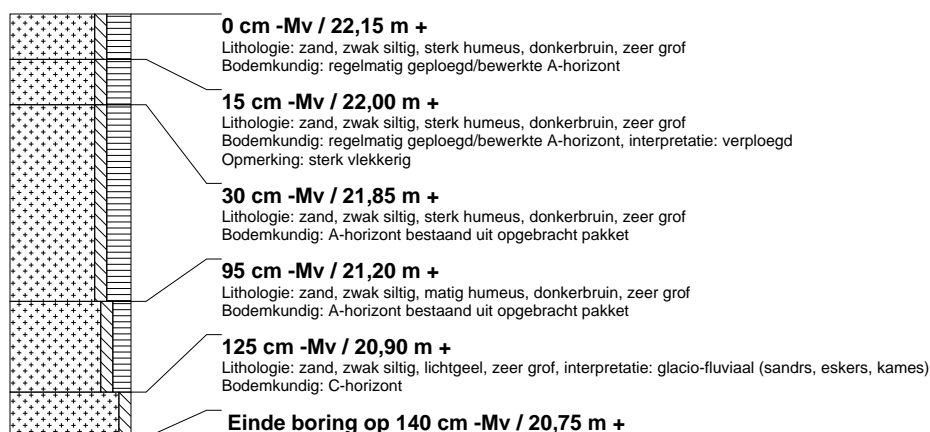 0 cm -Mv / 22,15 m +
Lithologie: zand, zwak siltig, sterk humeus, donkerbruin, zeer grof
Bodemkundig: regelmatig geploegd/bewerkte A-horizont
15 cm -Mv / 22,00 m +
Lithologie: zand, zwak siltig, sterk humeus, donkerbruin, zeer grof
Bodemkundig: regelmatig geploegd/bewerkte A-horizont, interpretatie: verploegd
Opmerking: sterk vlekkerig
30 cm -Mv / 21,85 m +
Lithologie: zand, zwak siltig, sterk humeus, donkerbruin, zeer grof
Bodemkundig: A-horizont bestaand uit opgebracht pakket
95 cm -Mv / 21,20 m +
Lithologie: zand, zwak siltig, matig humeus, donkerbruin, zeer grof
Bodemkundig: A-horizont bestaand uit opgebracht pakket
125 cm -Mv / 20,90 m +
Lithologie: zand, zwak siltig, lichtgeel, zeer grof, interpretatie: glacio-fluviaal (sandrs, eskers, kames)
Bodemkundig: C-horizont
Einde boring op 140 cm -Mv / 20,75 m +